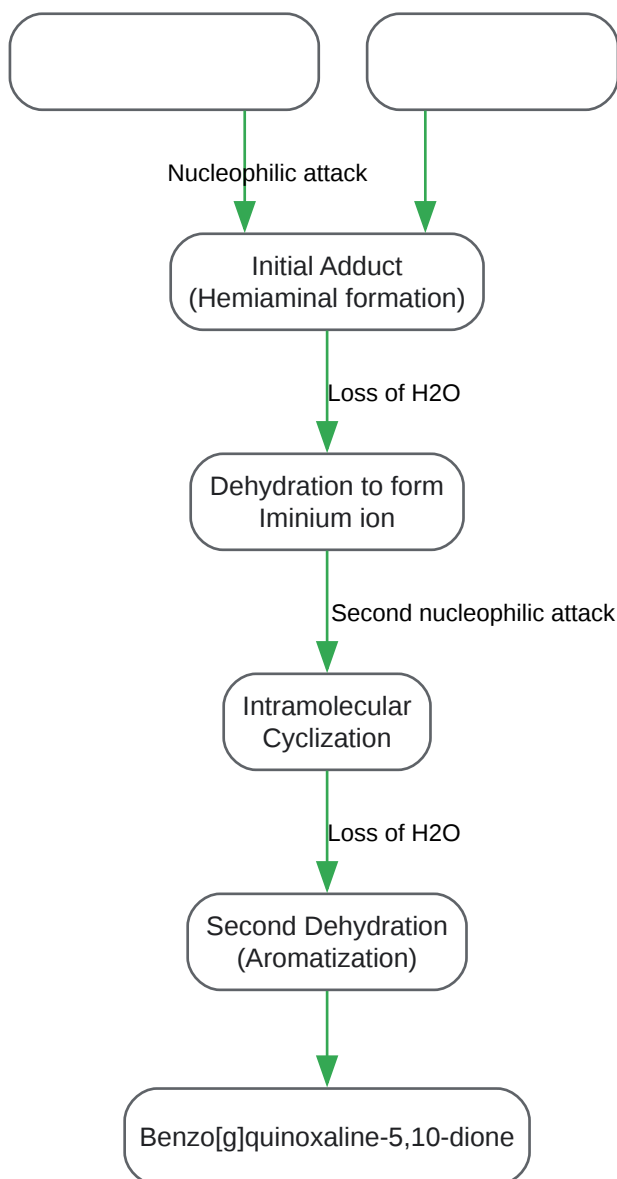 Nucleophilic attack
Initial Adduct
(Hemiaminal formation)
Loss of H2O
Dehydration to form
Iminium ion
Second nucleophilic attack
Intramolecular
Cyclization
Loss of H2O
Second Dehydration
(Aromatization)
Benzo[g]quinoxaline-5,10-dione